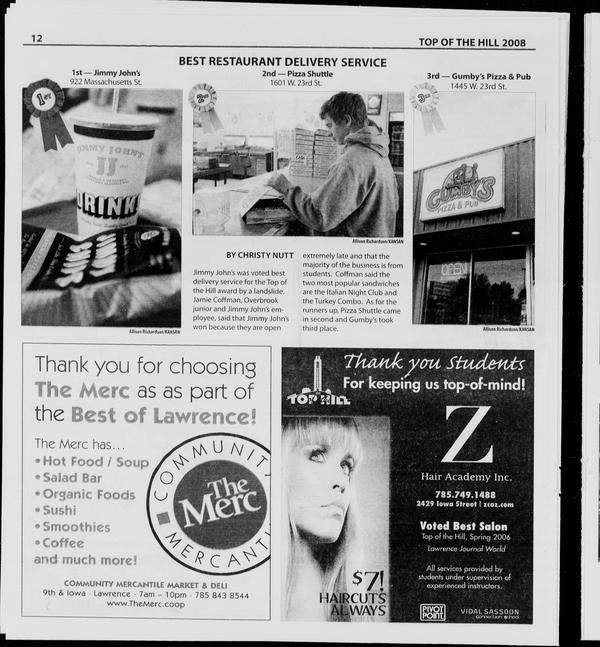 12
TOP OF THE HILL 2008
BEST RESTAURANT DELIVERY SERVICE
1st — Jimmy John's
922 Massachusetts St.
2nd — Pizza Shuttle
1601 W. 23rd St.
3rd — Gumby's Pizza & Pub
1445 W. 23rd St.
1st
2nd
3rd
JIMMY JOHN'S
JJ
DRINK
GUMBY'S
PIZZA & PUB
OPEN
Allison Richardson/KANSAN
Allison Richardson/KANSAN
Allison Richardson/KANSAN
BY CHRISTY NUTT
Jimmy John's was voted best
delivery service for the Top of
the Hill award by a landslide.
Jamie Coffman, Overbrook
junior and Jimmy John's em-
ployee, said that Jimmy John's
won because they are open
extremely late and that the
majority of the business is from
students. Coffman said the
two most popular sandwiches
are the Italian Night Club and
the Turkey Combo. As for the
runners up, Pizza Shuttle came
in second and Gumby's took
third place.
Thank you for choosing
The Merc as as part of
the Best of Lawrence!
The Merc has...
• Hot Food / Soup
• Salad Bar
• Organic Foods
• Sushi
• Smoothies
• Coffee
and much more!
COMMUNITY
The Merc
MERCANTI
COMMUNITY MERCANTILE MARKET & DELI
9th & Iowa · Lawrence · 7am – 10pm · 785 843 8544
www.TheMerc.coop
TOP HILL
Thank you Students
For keeping us top-of-mind!
Z
Hair Academy Inc.
785.749.1488
2429 Iowa Street | zcoz.com
Voted Best Salon
Top of the Hill, Spring 2006
Lawrence Journal World
All services provided by
students under supervision of
experienced instructors.
$7!
HAIRCUTS
ALWAYS
PIVOT
POINT
VIDAL SASSOON
connection school